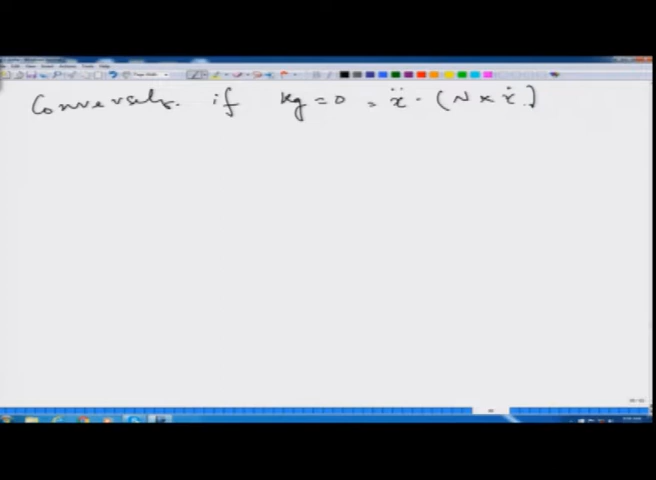 Conversely. if kg = 0 = ẍ · (N × ẋ.)